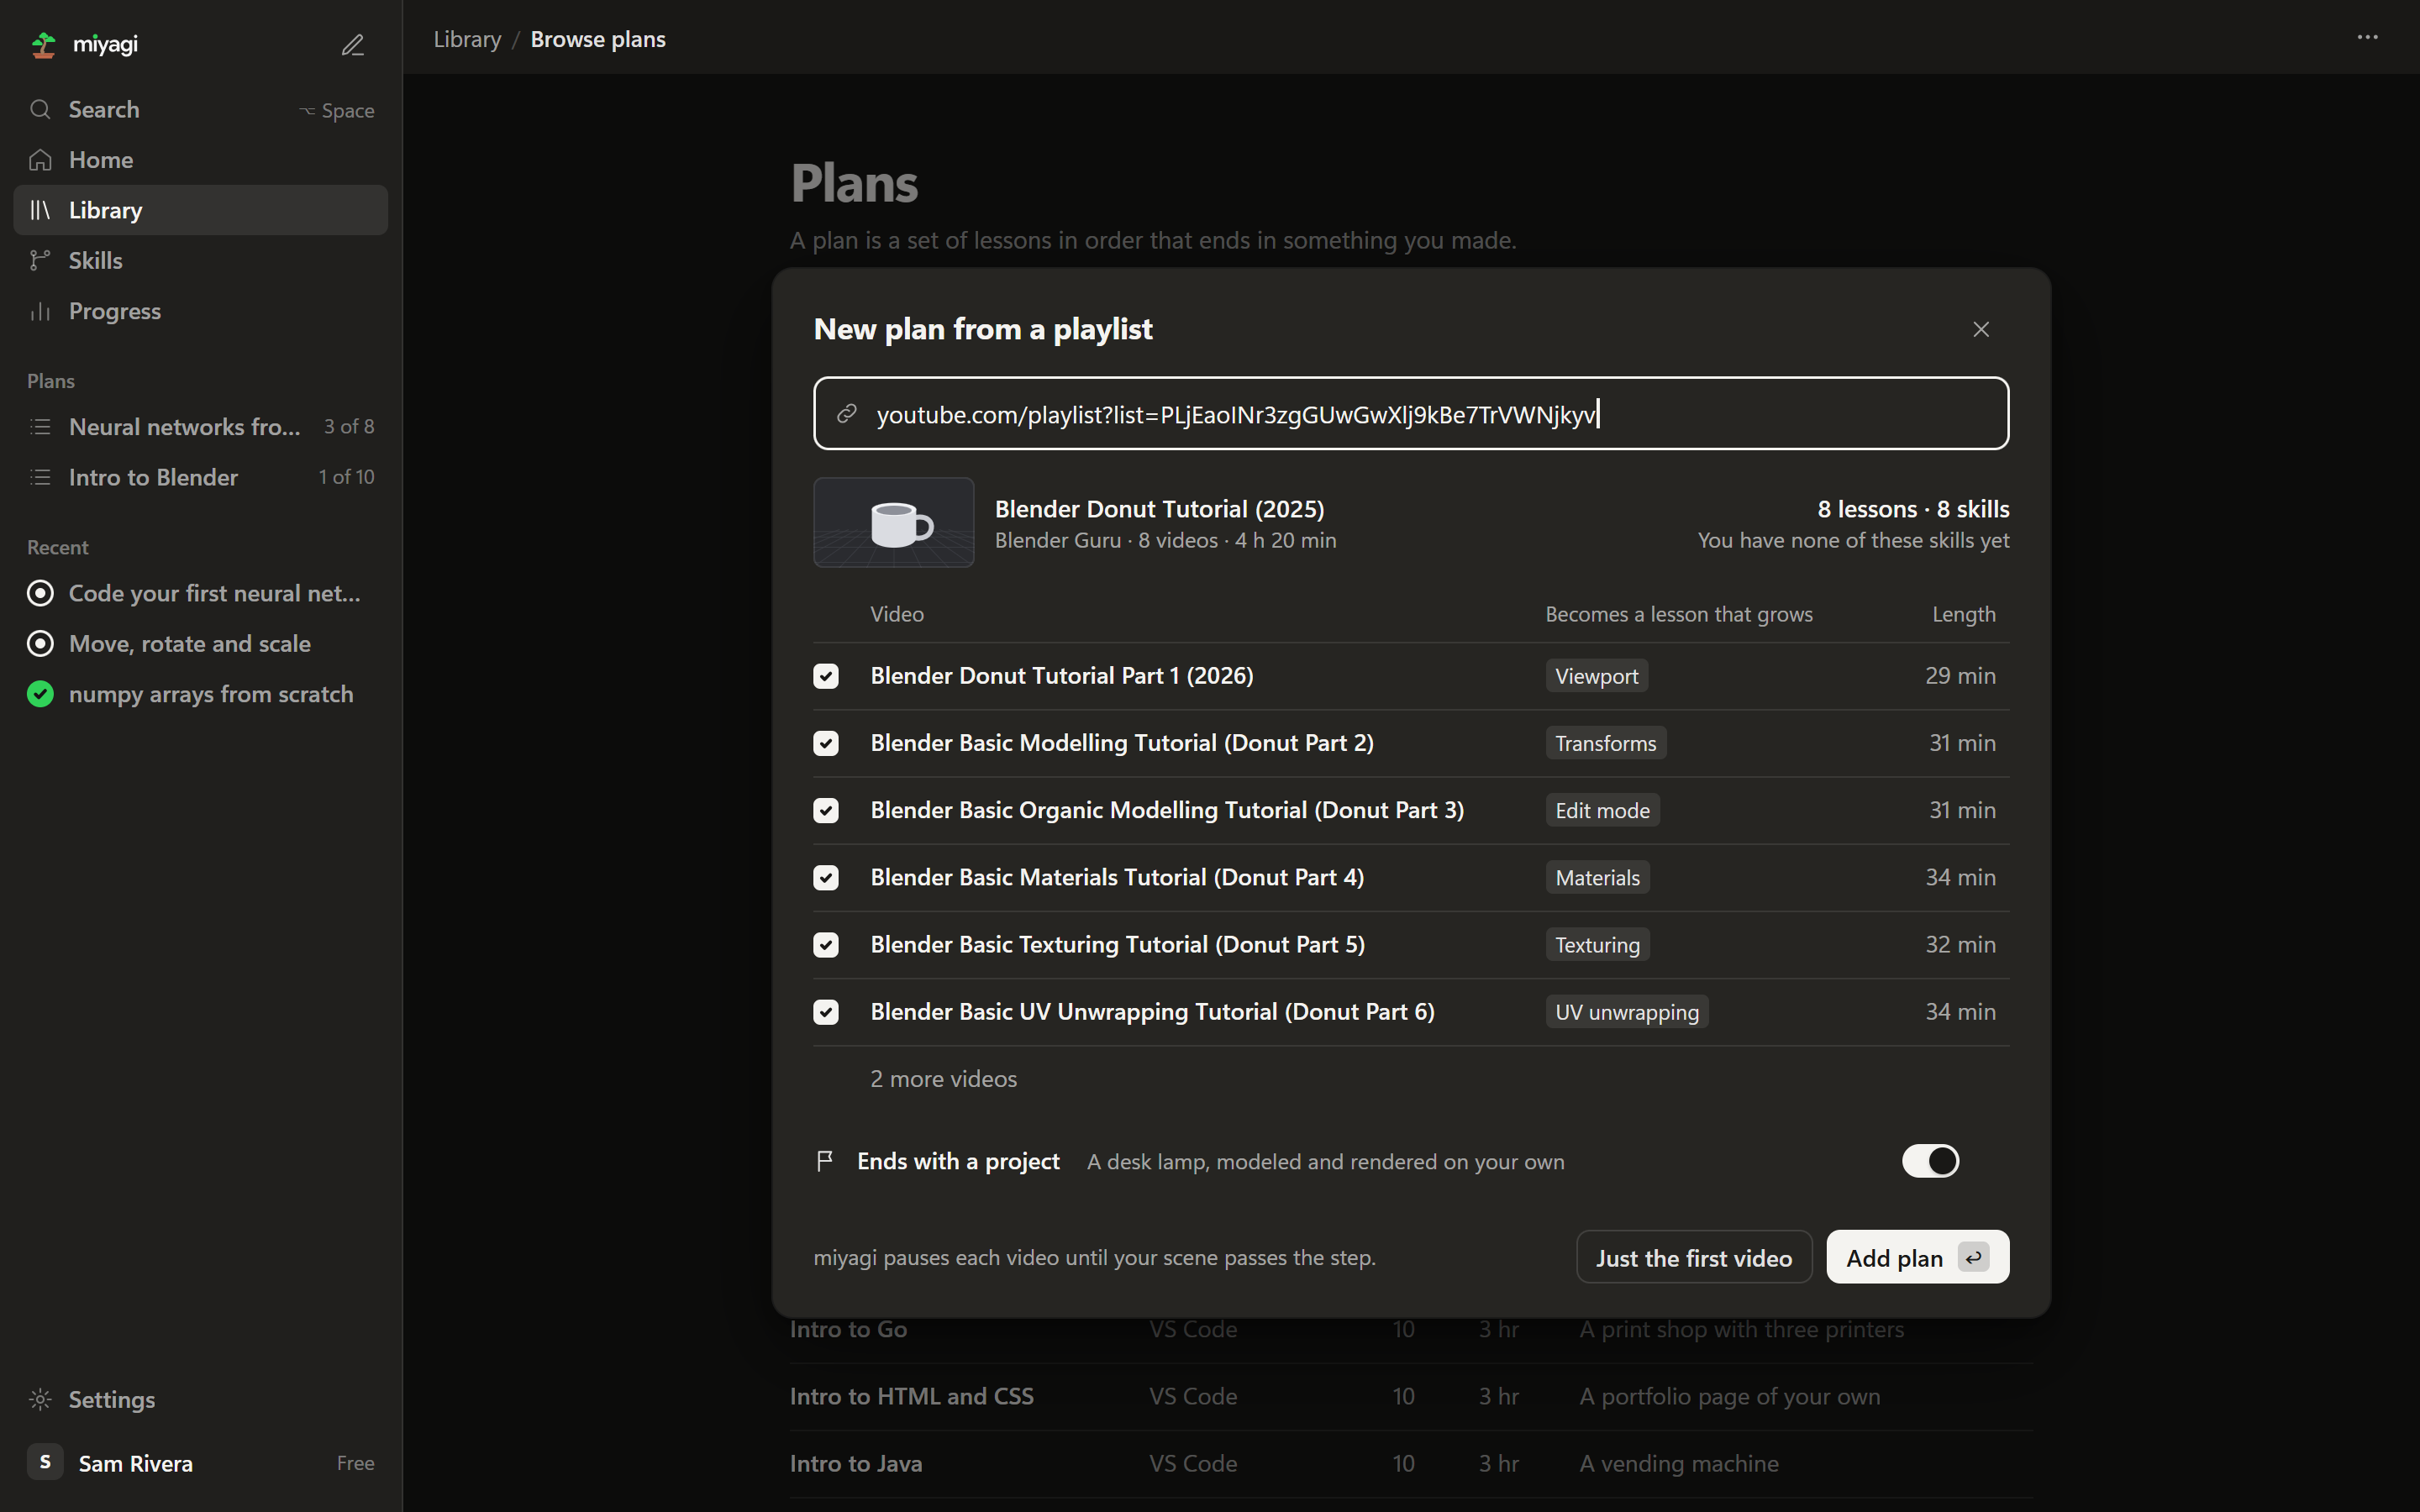 miyagi
Search
⌥ Space
Home
Library
Skills
Progress
Plans
Neural networks fro... 3 of 8
Intro to Blender 1 of 10
Recent
Code your first neural net...
Move, rotate and scale
numpy arrays from scratch
Settings
S Sam Rivera Free
Library / Browse plans
Plans
A plan is a set of lessons in order that ends in something you made.
New plan from a playlist
youtube.com/playlist?list=PLjEaoINr3zgGUwGwXlj9kBe7TrVWNjkyv
Blender Donut Tutorial (2025)
Blender Guru · 8 videos · 4 h 20 min
8 lessons · 8 skills
You have none of these skills yet
Video Becomes a lesson that grows Length
Blender Donut Tutorial Part 1 (2026) Viewport 29 min
Blender Basic Modelling Tutorial (Donut Part 2) Transforms 31 min
Blender Basic Organic Modelling Tutorial (Donut Part 3) Edit mode 31 min
Blender Basic Materials Tutorial (Donut Part 4) Materials 34 min
Blender Basic Texturing Tutorial (Donut Part 5) Texturing 32 min
Blender Basic UV Unwrapping Tutorial (Donut Part 6) UV unwrapping 34 min
2 more videos
Ends with a project A desk lamp, modeled and rendered on your own
miyagi pauses each video until your scene passes the step.
Just the first video
Add plan
Intro to Go VS Code 10 3 hr A print shop with three printers
Intro to HTML and CSS VS Code 10 3 hr A portfolio page of your own
Intro to Java VS Code 10 3 hr A vending machine